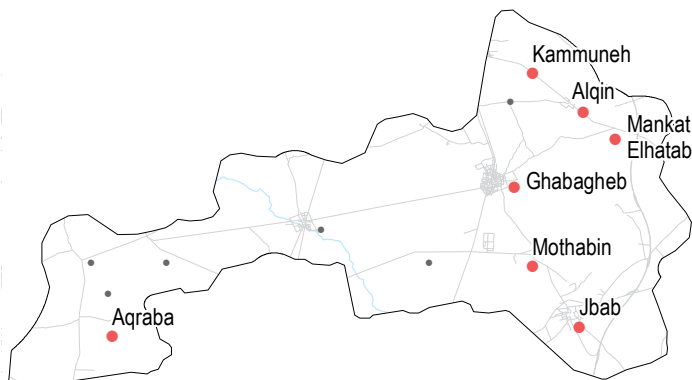 Kammuneh
Alqin
Mankat
Elhatab
Ghabagheb
Mothabin
Jbab
Aqraba